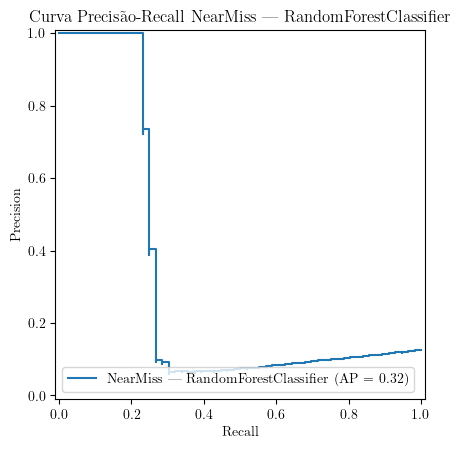 Curva Precisão-Recall NearMiss — RandomForestClassifier
1.0
0.8
0.6
0.4
0.2
0.0
Precision
NearMiss — RandomForestClassifier (AP = 0.32)
0.0 0.2 0.4 0.6 0.8 1.0
Recall